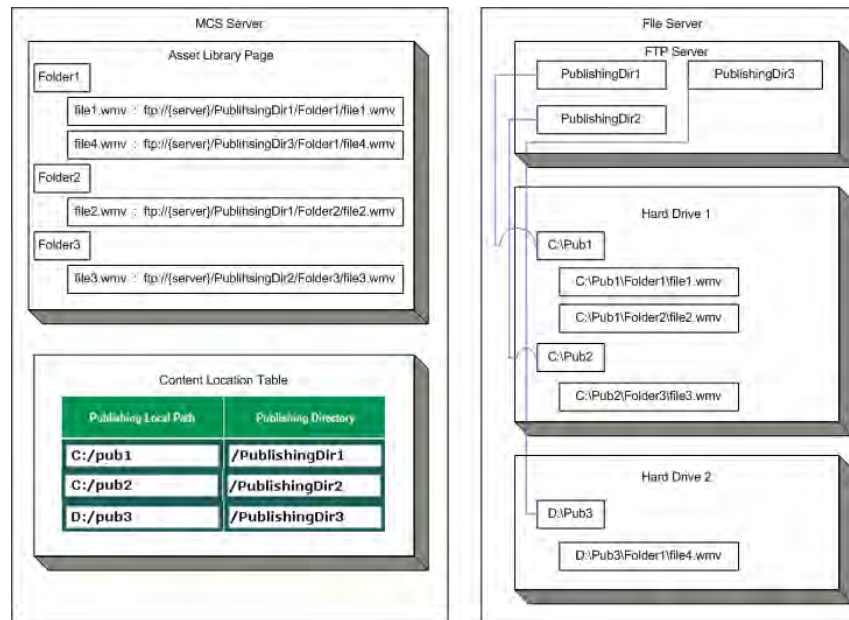 MCS Server
Asset Library Page
Folder1
file1.wmv : ftp://{server}/PublihsingDir1/Folder1/file1.wmv
file4.wmv : ftp://{server}/PublihsingDir3/Folder1/file4.wmv
Folder2
file2.wmv : ftp://{server}/PublihsingDir1/Folder2/file2.wmv
Folder3
file3.wmv : ftp://{server}/PublihsingDir2/Folder3/file3.wmv
Content Location Table
Publishing Local Path Publishing Directory
C:/pub1 /PublishingDir1
C:/pub2 /PublishingDir2
D:/pub3 /PublishingDir3
File Server
FTP Server
PublishingDir1 PublishingDir3
PublishingDir2
Hard Drive 1
C:\Pub1
C:\Pub1\Folder1\file1.wmv
C:\Pub1\Folder2\file2.wmv
C:\Pub2
C:\Pub2\Folder3\file3.wmv
Hard Drive 2
D:\Pub3
D:\Pub3\Folder1\file4.wmv